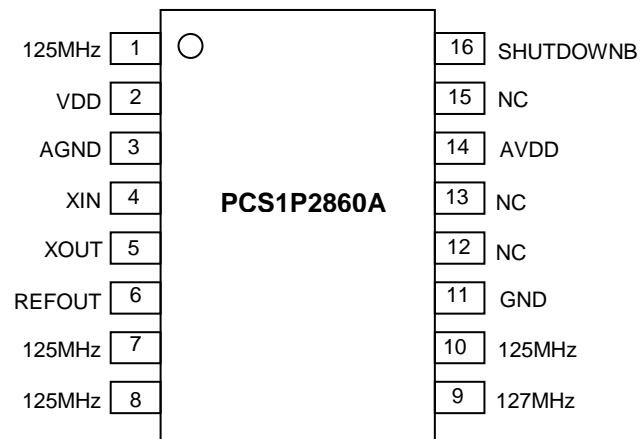 125MHz 1 16 SHUTDOWNB
VDD 2 15 NC
AGND 3 14 AVDD
XIN 4 PCS1P2860A 13 NC
XOUT 5 12 NC
REFOUT 6 11 GND
125MHz 7 10 125MHz
125MHz 8 9 127MHz